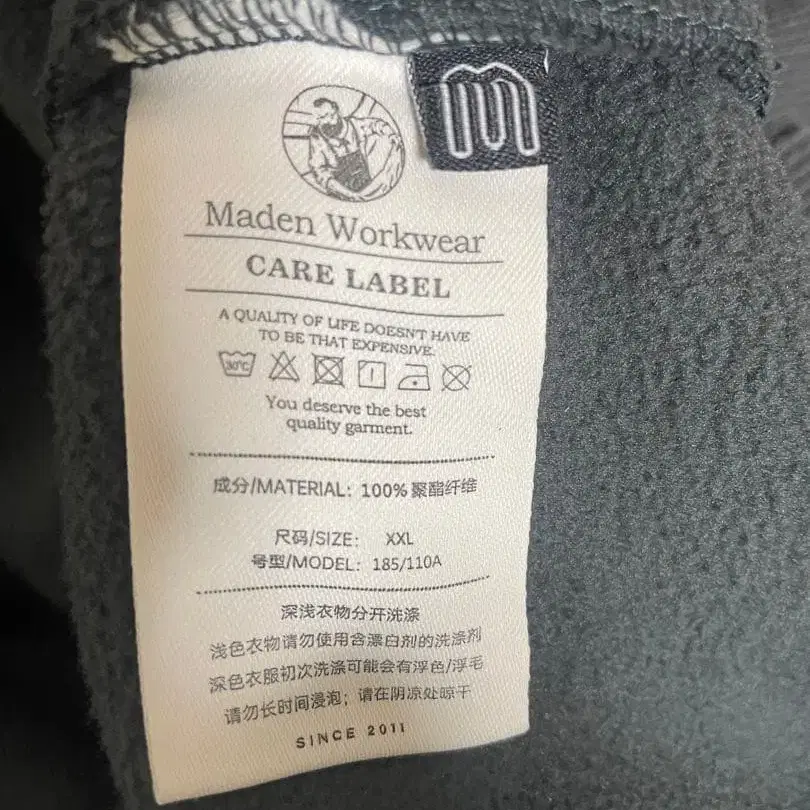 m
Maden Workwear
CARE LABEL
A QUALITY OF LIFE DOESN'T HAVE
TO BE THAT EXPENSIVE.
30°C
You deserve the best
quality garment.
成分/MATERIAL: 100%聚酯纤维
尺码/SIZE: XXL
号型/MODEL: 185/110A
深浅衣物分开洗涤
浅色衣物请勿使用含漂白剂的洗涤剂
深色衣服初次洗涤可能会有浮色/浮毛
请勿长时间浸泡；请在阴凉处晾干
SINCE 2011